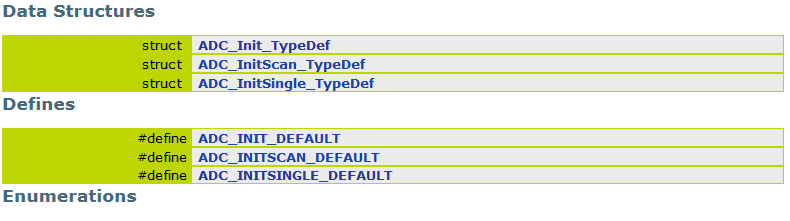 Data Structures
struct ADC_Init_TypeDef
struct ADC_InitScan_TypeDef
struct ADC_InitSingle_TypeDef
Defines
#define ADC_INIT_DEFAULT
#define ADC_INITSCAN_DEFAULT
#define ADC_INITSINGLE_DEFAULT
Enumerations